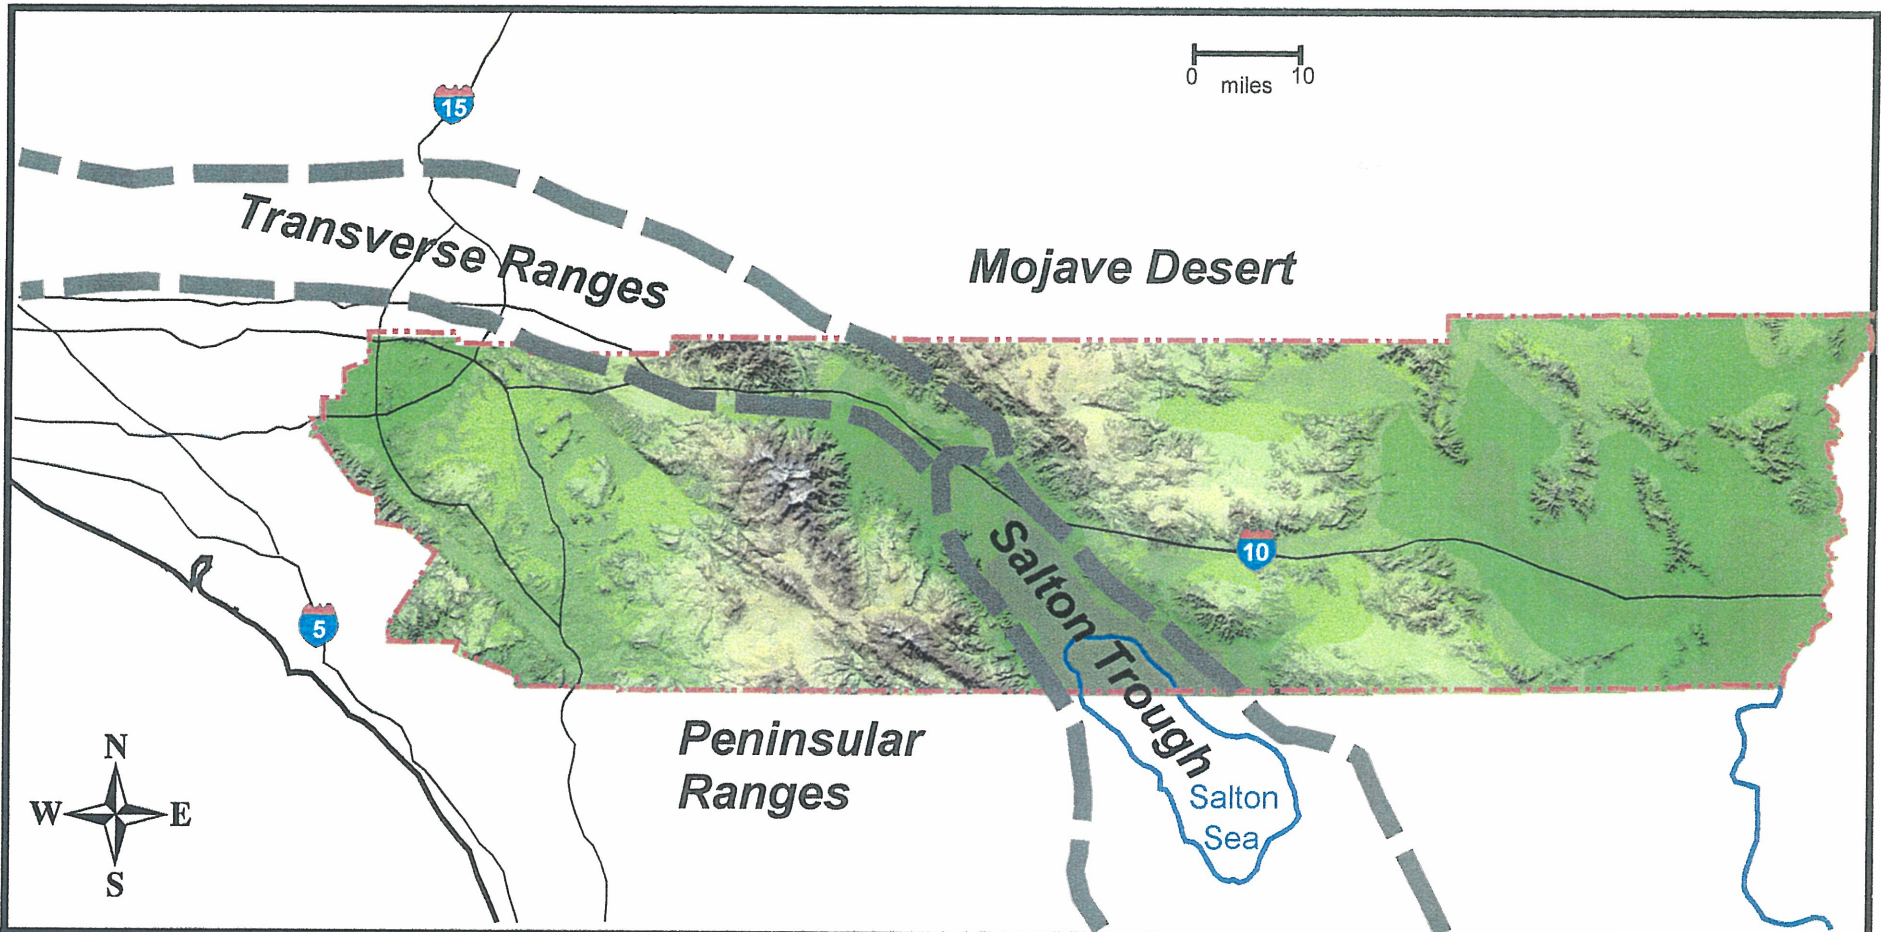 15
0 miles 10
Transverse Ranges
Mojave Desert
10
Salton Trough
5
Peninsular
Ranges
Salton
Sea
N
W E
S